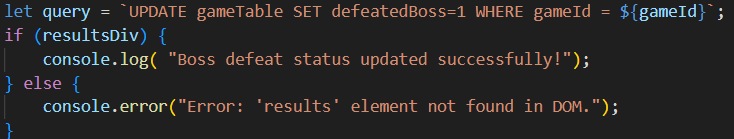 let query = `UPDATE gameTable SET defeatedBoss=1 WHERE gameId = ${gameId}`;
if (resultsDiv) {
    console.log( "Boss defeat status updated successfully!");
} else {
    console.error("Error: 'results' element not found in DOM.");
}